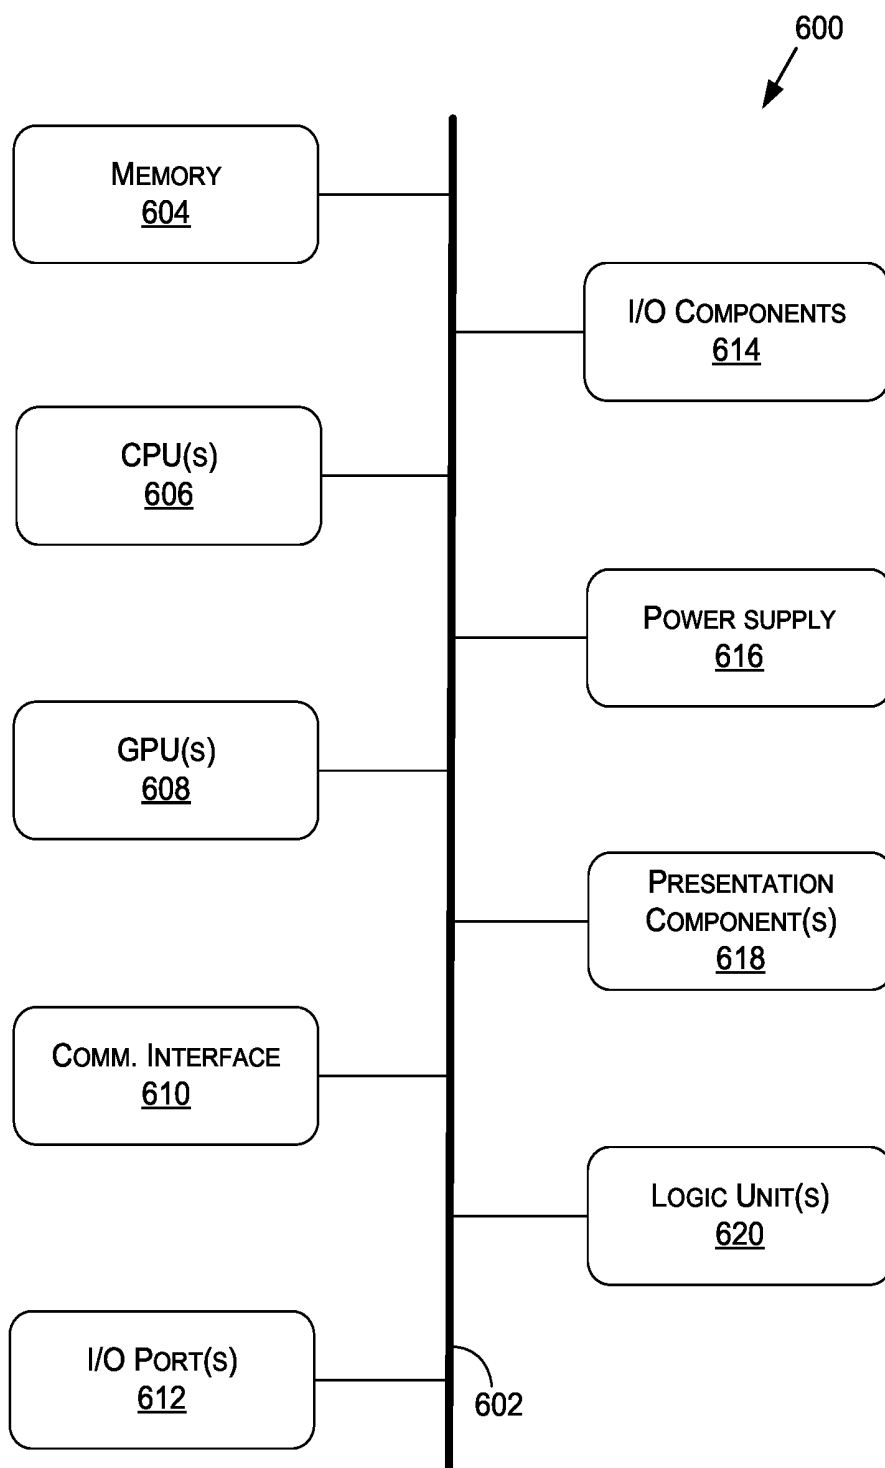 600
MEMORY
604
I/O COMPONENTS
614
CPU(S)
606
POWER SUPPLY
616
GPU(S)
608
PRESENTATION
COMPONENT(S)
618
COMM. INTERFACE
610
LOGIC UNIT(S)
620
I/O PORT(S)
612
602